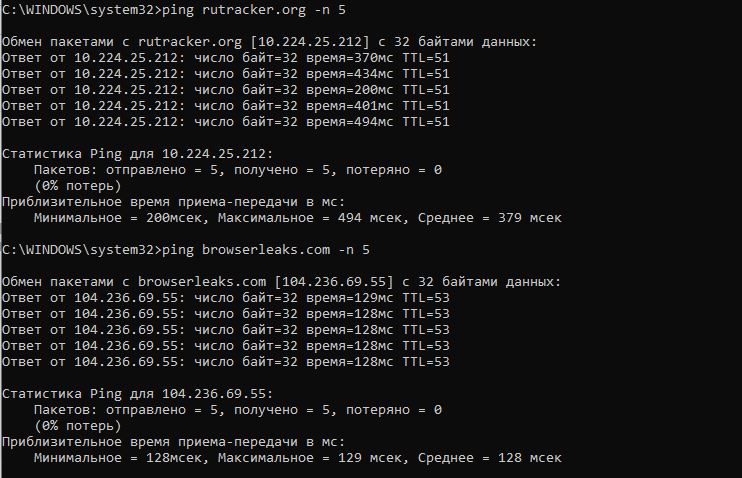 C:\WINDOWS\system32>ping rutracker.org -n 5
Обмен пакетами с rutracker.org [10.224.25.212] с 32 байтами данных:
Ответ от 10.224.25.212: число байт=32 время=370мс TTL=51
Ответ от 10.224.25.212: число байт=32 время=434мс TTL=51
Ответ от 10.224.25.212: число байт=32 время=200мс TTL=51
Ответ от 10.224.25.212: число байт=32 время=401мс TTL=51
Ответ от 10.224.25.212: число байт=32 время=494мс TTL=51
Статистика Ping для 10.224.25.212:
Пакетов: отправлено = 5, получено = 5, потеряно = 0
(0% потерь)
Приблизительное время приема-передачи в мс:
Минимальное = 200мсек, Максимальное = 494 мсек, Среднее = 379 мсек
C:\WINDOWS\system32>ping browserleaks.com -n 5
Обмен пакетами с browserleaks.com [104.236.69.55] с 32 байтами данных:
Ответ от 104.236.69.55: число байт=32 время=129мс TTL=53
Ответ от 104.236.69.55: число байт=32 время=128мс TTL=53
Ответ от 104.236.69.55: число байт=32 время=128мс TTL=53
Ответ от 104.236.69.55: число байт=32 время=128мс TTL=53
Ответ от 104.236.69.55: число байт=32 время=128мс TTL=53
Статистика Ping для 104.236.69.55:
Пакетов: отправлено = 5, получено = 5, потеряно = 0
(0% потерь)
Приблизительное время приема-передачи в мс:
Минимальное = 128мсек, Максимальное = 129 мсек, Среднее = 128 мсек